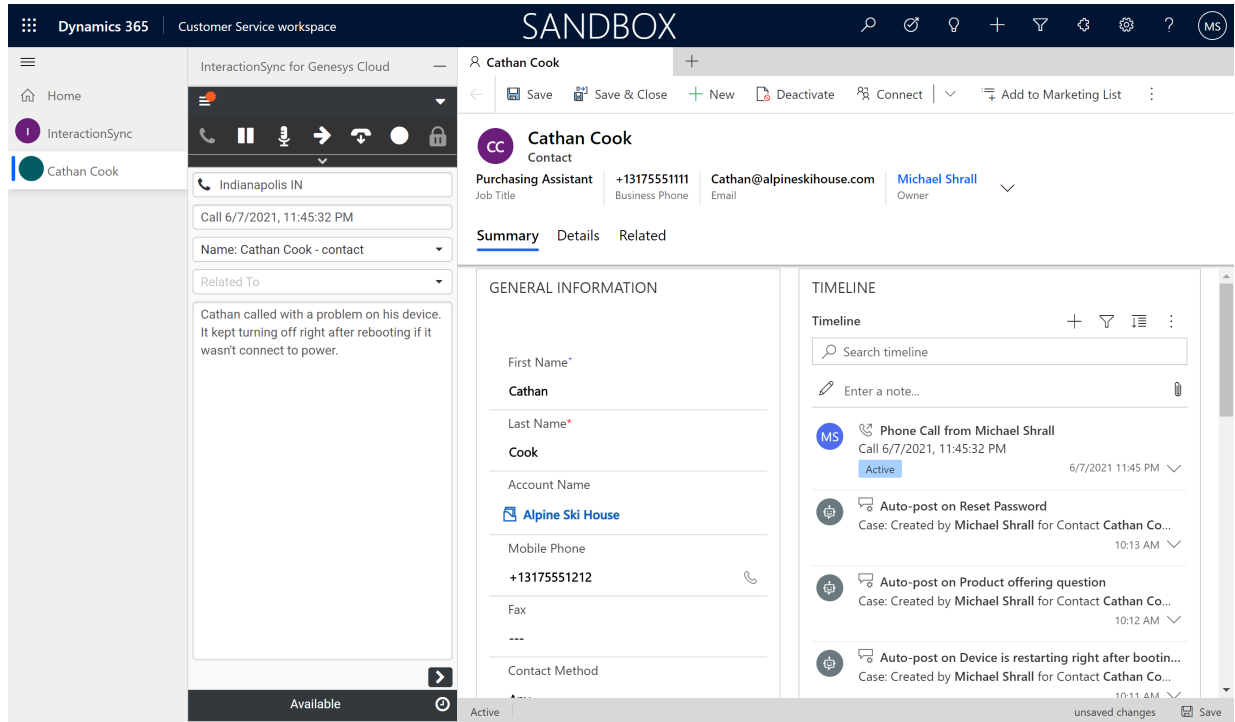 Dynamics 365
Customer Service workspace
SANDBOX
MS
Home
I
InteractionSync
Cathan Cook
InteractionSync for Genesys Cloud
Indianapolis IN
Call 6/7/2021, 11:45:32 PM
Name: Cathan Cook - contact
Related To
Cathan called with a problem on his device.
It kept turning off right after rebooting if it
wasn't connect to power.
Available
Cathan Cook
Save
Save & Close
New
Deactivate
Connect
Add to Marketing List
CC
Cathan Cook
Contact
Purchasing Assistant
Job Title
+13175551111
Business Phone
Cathan@alpineskihouse.com
Email
Michael Shrall
Owner
Summary
Details
Related
GENERAL INFORMATION
First Name+
Cathan
Last Name*
Cook
Account Name
Alpine Ski House
Mobile Phone
+13175551212
Fax
---
Contact Method
Any
TIMELINE
Timeline
Search timeline
Enter a note...
MS
Phone Call from Michael Shrall
Call 6/7/2021, 11:45:32 PM
Active
6/7/2021 11:45 PM
Auto-post on Reset Password
Case: Created by Michael Shrall for Contact Cathan Co...
10:13 AM
Auto-post on Product offering question
Case: Created by Michael Shrall for Contact Cathan Co...
10:12 AM
Auto-post on Device is restarting right after bootin...
Case: Created by Michael Shrall for Contact Cathan Co...
10:11 AM
Active
unsaved changes
Save